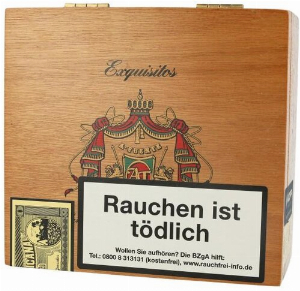 Exquisitos
AF
Rauchen ist
tödlich
Wollen Sie aufhören? Die BZgA hilft:
Tel.: 0800 8 313131 (kostenfrei), www.rauchfrei-info.de